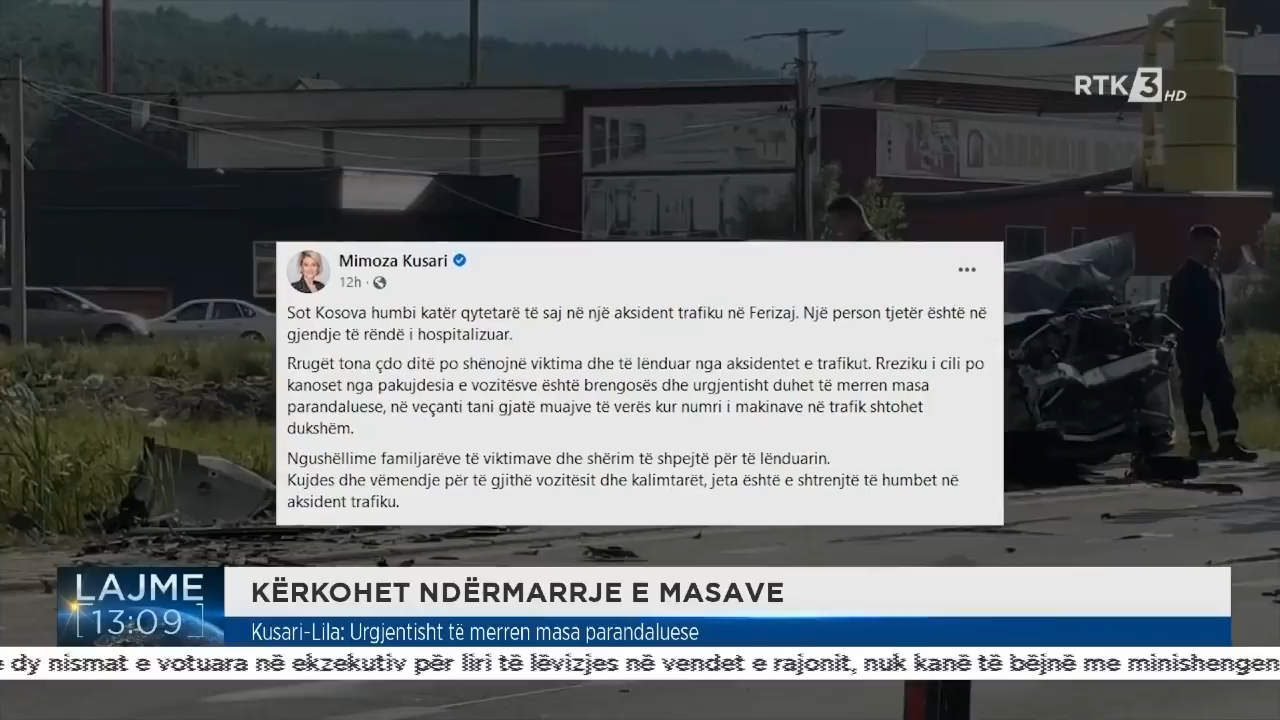 RTK 3 HD
Mimoza Kusari
12h
Sot Kosova humbi katër qytetarë të saj në një aksident trafiku në Ferizaj. Një person tjetër është në
gjendje të rëndë i hospitalizuar.
Rrugët tona çdo ditë po shënojnë viktima dhe të lënduar nga aksidentet e trafikut. Rreziku i cili po
kanoset nga pakujdesia e vozitësve është brengosës dhe urgjentisht duhet të merren masa
parandaluese, në veçanti tani gjatë muajve të verës kur numri i makinave në trafik shtohet
dukshëm.
Ngushëllime familjarëve të viktimave dhe shërim të shpejtë për të lënduarin.
Kujdes dhe vëmendje për të gjithë vozitësit dhe kalimtarët, jeta është e shtrenjtë të humbet në
aksident trafiku.
LAJME
13:09
KËRKOHET NDËRMARRJE E MASAVE
Kusari-Lila: Urgjentisht të merren masa parandaluese
e dy nismat e votuara në ekzekutiv për liri të lëvizjes në vendet e rajonit, nuk kanë të bëjnë me minishengen